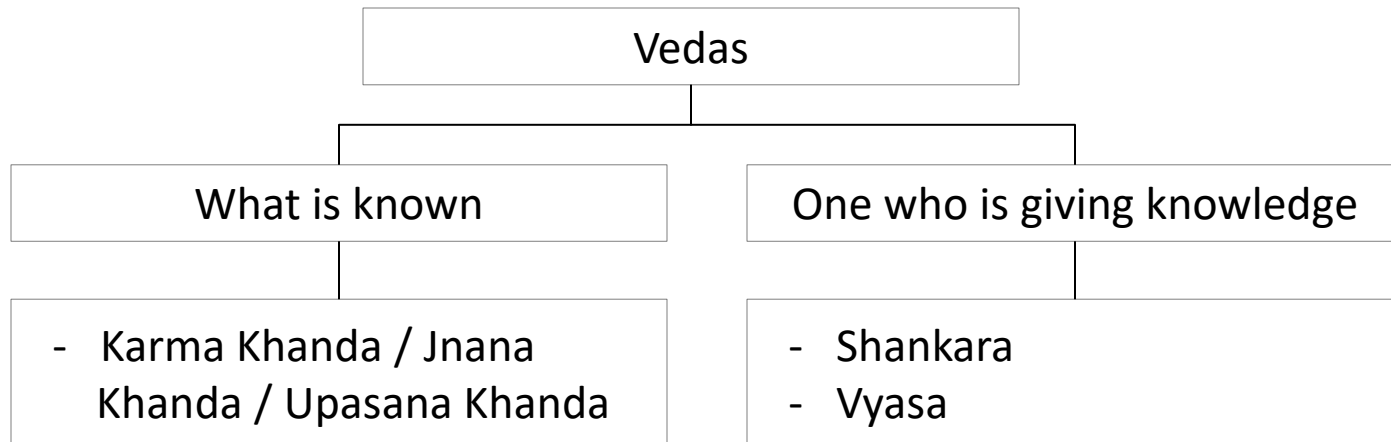 Vedas
What is known
One who is giving knowledge
- Karma Khanda / Jnana
Khanda / Upasana Khanda
- Shankara
- Vyasa